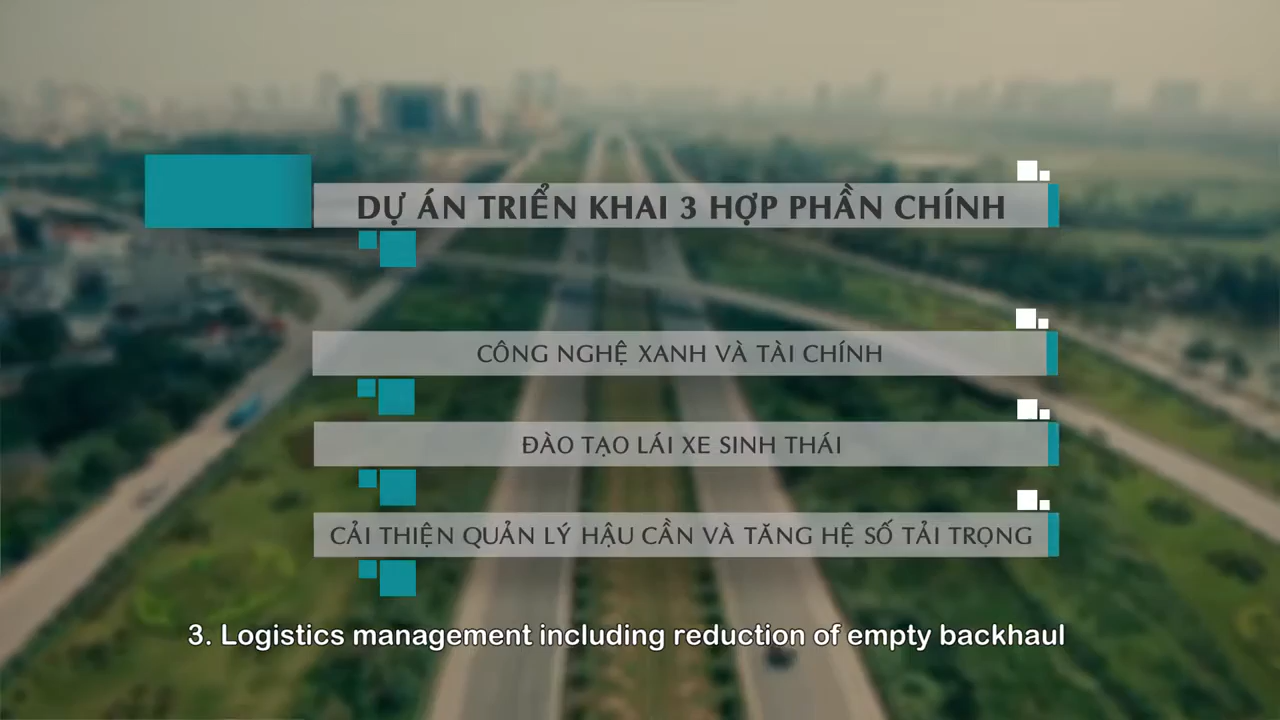 DỰ ÁN TRIỂN KHAI 3 HỢP PHẦN CHÍNH
CÔNG NGHỆ XANH VÀ TÀI CHÍNH
ĐÀO TẠO LÁI XE SINH THÁI
CẢI THIỆN QUẢN LÝ HẬU CẦN VÀ TĂNG HỆ SỐ TẢI TRỌNG
3. Logistics management including reduction of empty backhaul